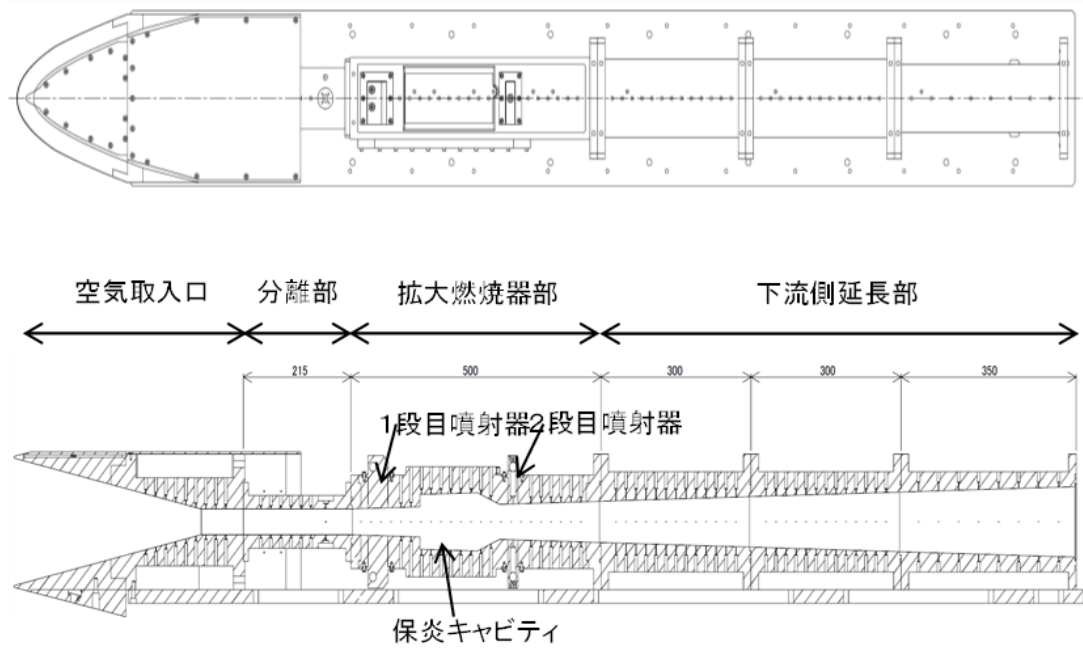 空気取入口
分離部
拡大燃焼器部
下流側延長部
215
500
300
300
350
1段目噴射器
2段目噴射器
保炎キャビティ